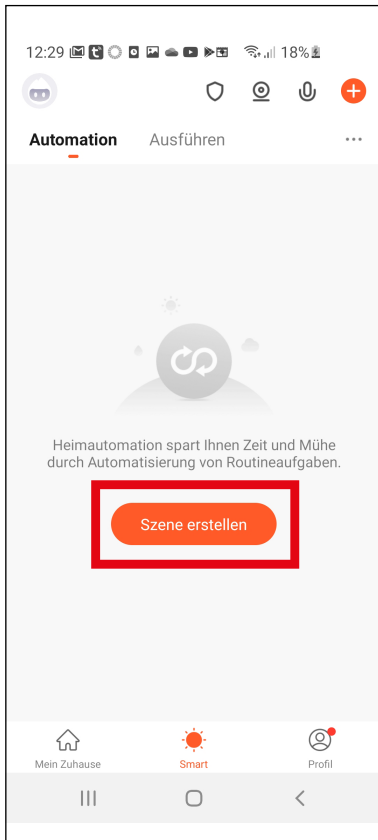 12:29 18%
Automation Ausführen
Heimautomation spart Ihnen Zeit und Mühe
durch Automatisierung von Routineaufgaben.
Szene erstellen
Mein Zuhause Smart Profil